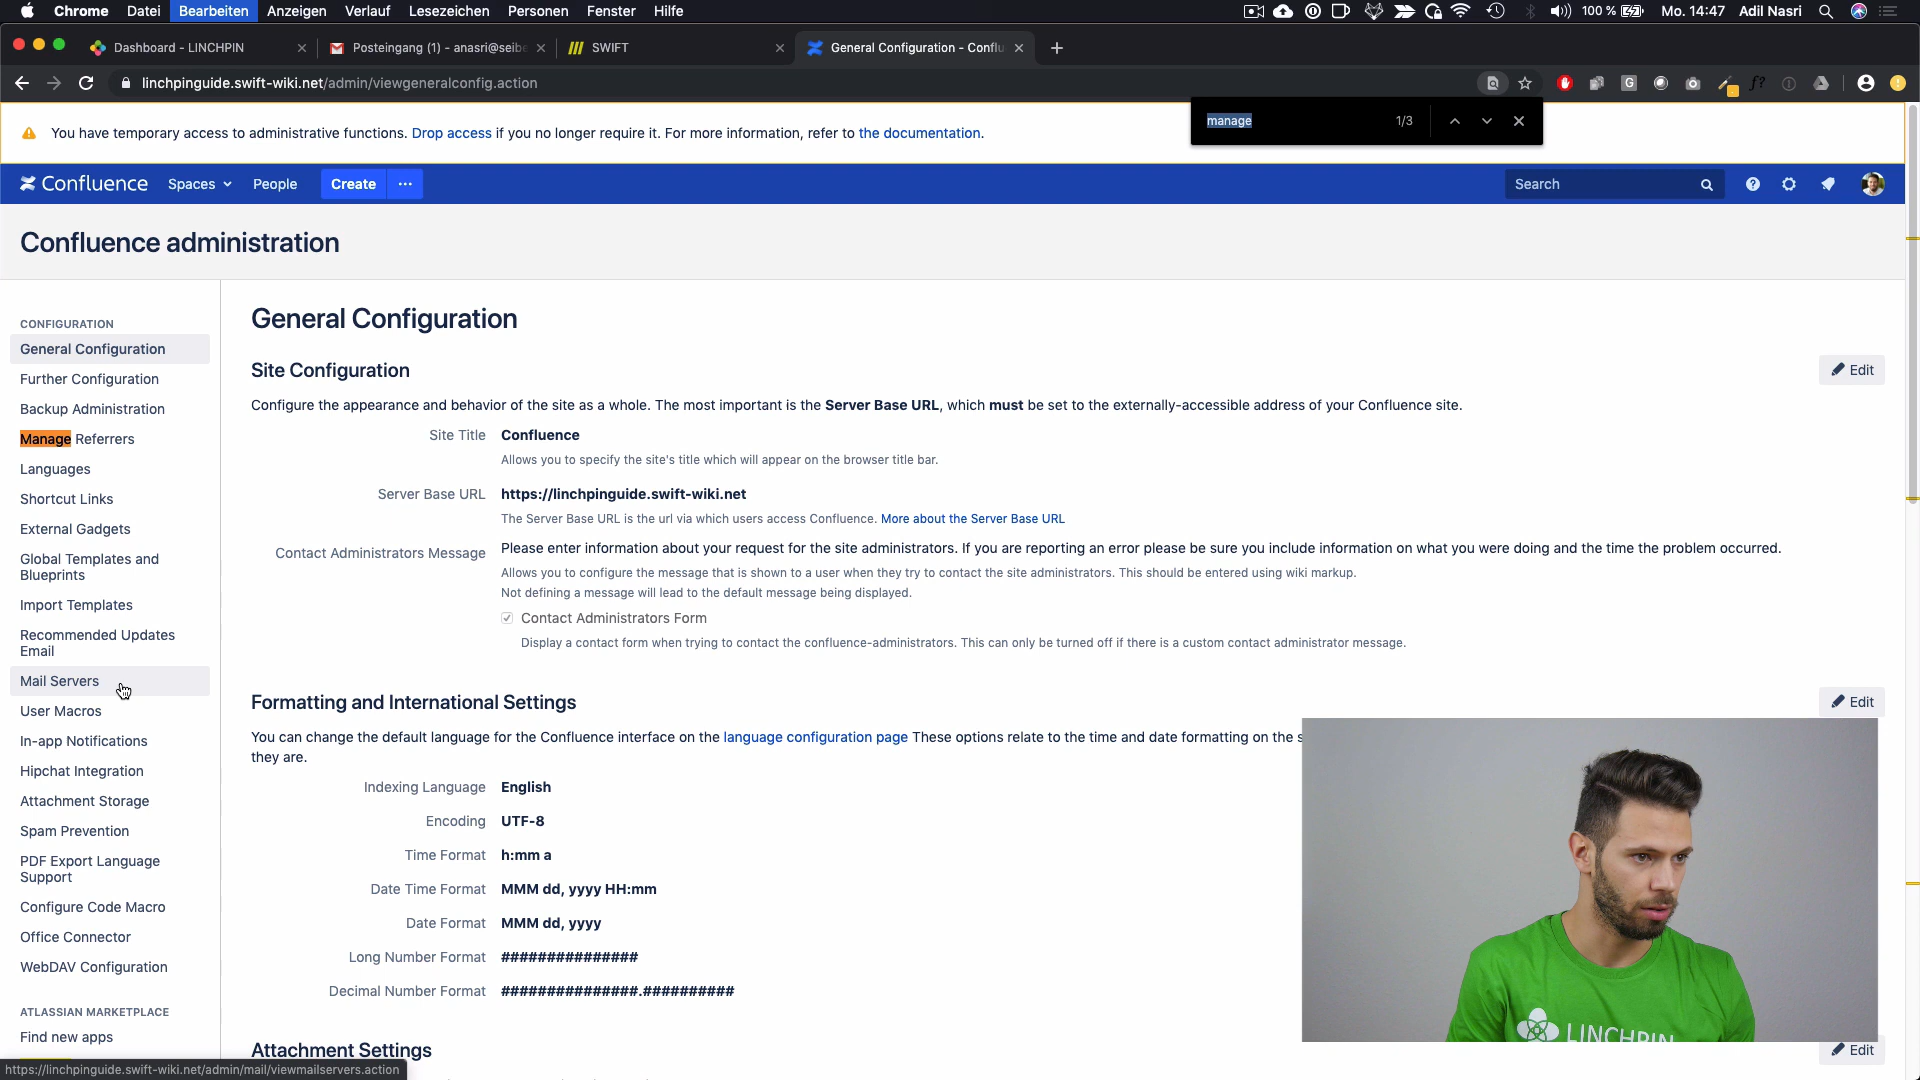 Chrome Datei Bearbeiten Anzeigen Verlauf Lesezeichen Personen Fenster Hilfe 100 % Mo. 14:47 Adil Nasri
Dashboard - LINCHPIN Posteingang (1) - anasri@seibe SWIFT General Configuration - Conflu
linchpinguide.swift-wiki.net/admin/viewgeneralconfig.action
manage 1/3
You have temporary access to administrative functions. Drop access if you no longer require it. For more information, refer to the documentation.
Confluence Spaces People Create ... Search
Confluence administration
CONFIGURATION
General Configuration
Further Configuration
Backup Administration
Manage Referrers
Languages
Shortcut Links
External Gadgets
Global Templates and
Blueprints
Import Templates
Recommended Updates
Email
Mail Servers
User Macros
In-app Notifications
Hipchat Integration
Attachment Storage
Spam Prevention
PDF Export Language
Support
Configure Code Macro
Office Connector
WebDAV Configuration
ATLASSIAN MARKETPLACE
Find new apps
General Configuration
Site Configuration Edit
Configure the appearance and behavior of the site as a whole. The most important is the Server Base URL, which must be set to the externally-accessible address of your Confluence site.
Site Title Confluence
Allows you to specify the site's title which will appear on the browser title bar.
Server Base URL https://linchpinguide.swift-wiki.net
The Server Base URL is the url via which users access Confluence. More about the Server Base URL
Contact Administrators Message Please enter information about your request for the site administrators. If you are reporting an error please be sure you include information on what you were doing and the time the problem occurred.
Allows you to configure the message that is shown to a user when they try to contact the site administrators. This should be entered using wiki markup.
Not defining a message will lead to the default message being displayed.
Contact Administrators Form
Display a contact form when trying to contact the confluence-administrators. This can only be turned off if there is a custom contact administrator message.
Formatting and International Settings Edit
You can change the default language for the Confluence interface on the language configuration page These options relate to the time and date formatting on the s
they are.
Indexing Language English
Encoding UTF-8
Time Format h:mm a
Date Time Format MMM dd, yyyy HH:mm
Date Format MMM dd, yyyy
Long Number Format ###############
Decimal Number Format ###############.##########
Attachment Settings Edit
LINCHPIN
https://linchpinguide.swift-wiki.net/admin/mail/viewmailservers.action